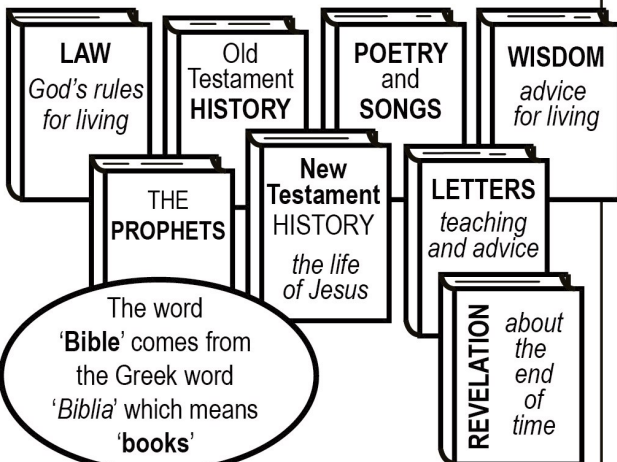 LAW
God's rules
for living
Old
Testament
HISTORY
POETRY
and
SONGS
WISDOM
advice
for living
THE
PROPHETS
New
Testament
HISTORY
the life
of Jesus
LETTERS
teaching
and advice
REVELATION
about
the
end
of
time
The word
‘Bible’ comes from
the Greek word
‘Biblia’ which means
‘books’